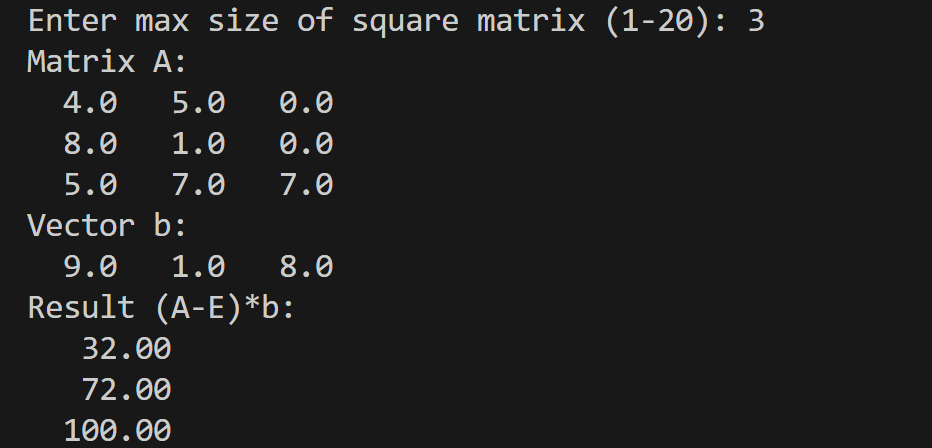 Enter max size of square matrix (1-20): 3
Matrix A:
4.0 5.0 0.0
8.0 1.0 0.0
5.0 7.0 7.0
Vector b:
9.0 1.0 8.0
Result (A-E)*b:
32.00
72.00
100.00